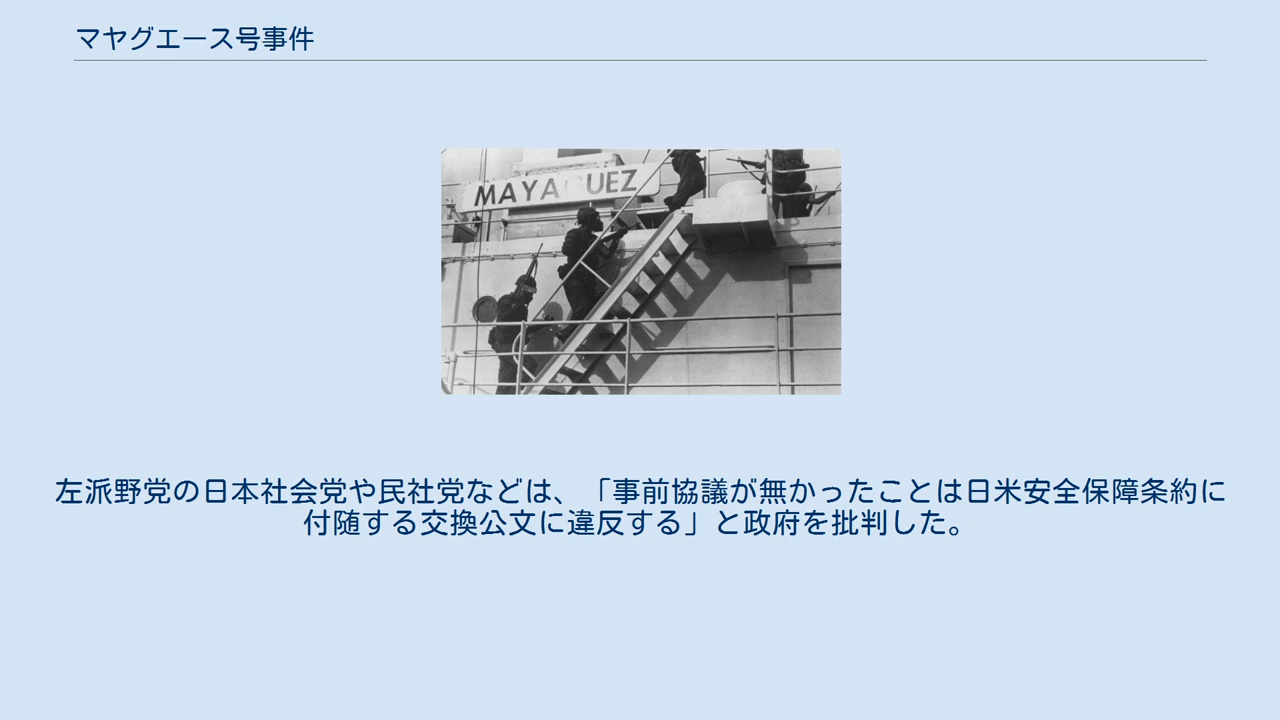 マヤグエース号事件
MAYAGUEZ
左派野党の日本社会党や民社党などは、「事前協議が無かったことは日米安全保障条約に
付随する交換公文に違反する」と政府を批判した。